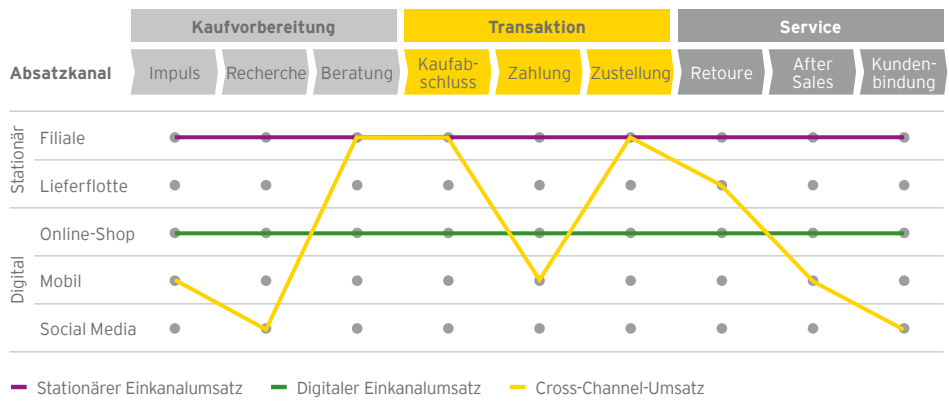 Kaufvorbereitung Transaktion Service
Absatzkanal Impuls Recherche Beratung Kaufab-
schluss Zahlung Zustellung Retoure After
Sales Kunden-
bindung
Stationär
Filiale
Lieferflotte
Digital
Online-Shop
Mobil
Social Media
Stationärer Einkanalumsatz Digitaler Einkanalumsatz Cross-Channel-Umsatz